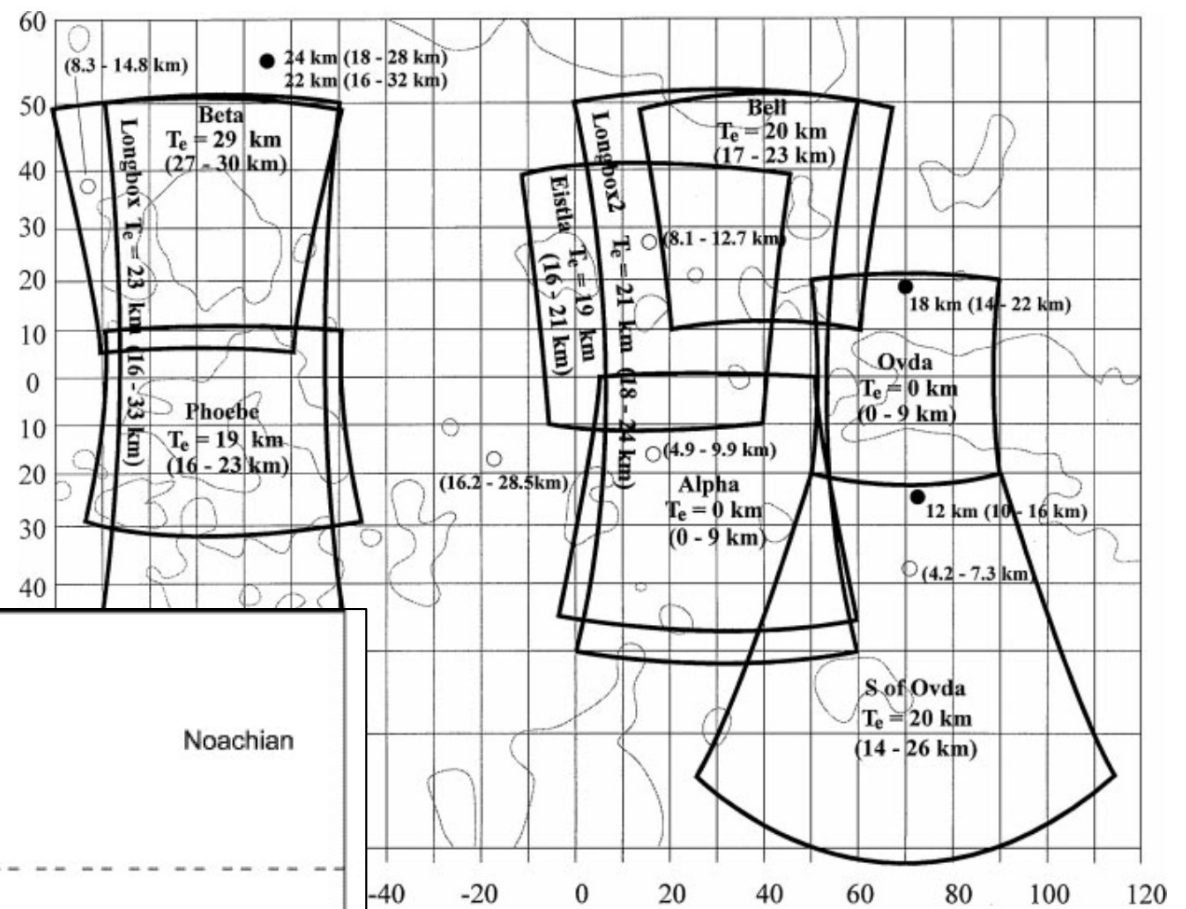 60
50
40
30
20
10
0
10
20
30
40
(8.3 - 14.8 km)
24 km (18 - 28 km)
22 km (16 - 32 km)
Beta
Te = 29 km
(27 - 30 km)
Longbox Te = 23 km (16 - 33 km)
Phoebe
Te = 19 km
(16 - 23 km)
Bell
Te = 20 km
(17 - 23 km)
Longbox2 Te = 21 km (18 - 24 km)
Eistla Te = 19 km
(16 - 21 km)
(8.1 - 12.7 km)
18 km (14 - 22 km)
Ovda
Te = 0 km
(0 - 9 km)
(16.2 - 28.5km)
(4.9 - 9.9 km)
Alpha
Te = 0 km
(0 - 9 km)
12 km (10 - 16 km)
(4.2 - 7.3 km)
S of Ovda
Te = 20 km
(14 - 26 km)
Noachian
-40 -20 0 20 40 60 80 100 120